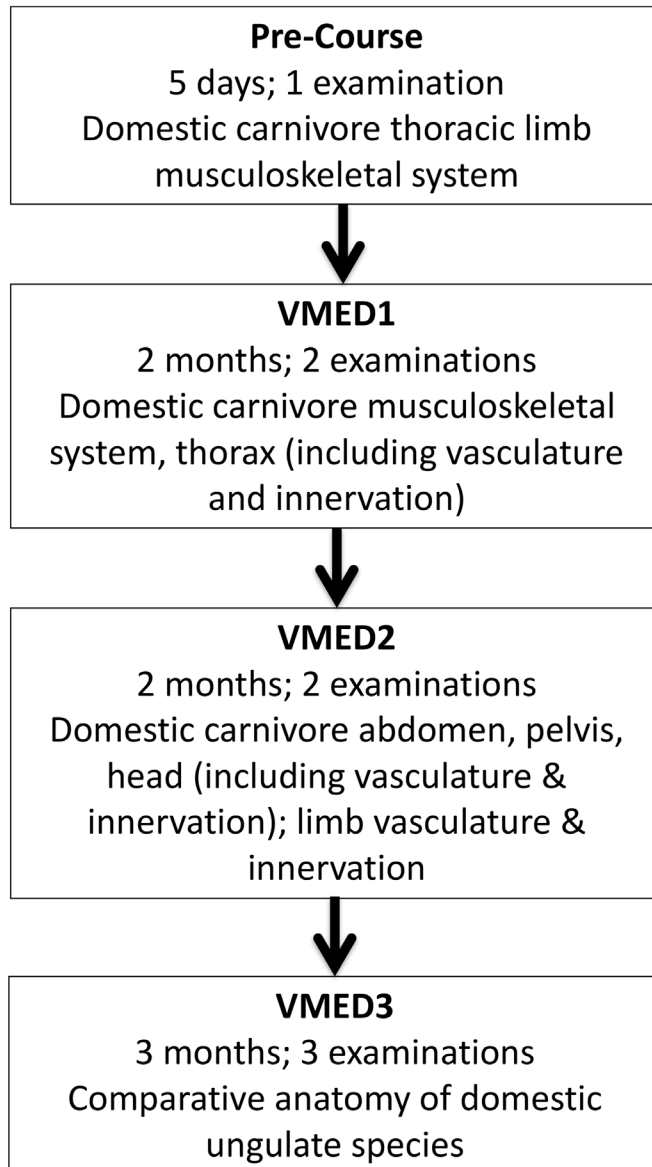 Pre-Course
5 days; 1 examination
Domestic carnivore thoracic limb
musculoskeletal system
VMED1
2 months; 2 examinations
Domestic carnivore musculoskeletal
system, thorax (including vasculature
and innervation)
VMED2
2 months; 2 examinations
Domestic carnivore abdomen, pelvis,
head (including vasculature &
innervation); limb vasculature &
innervation
VMED3
3 months; 3 examinations
Comparative anatomy of domestic
ungulate species